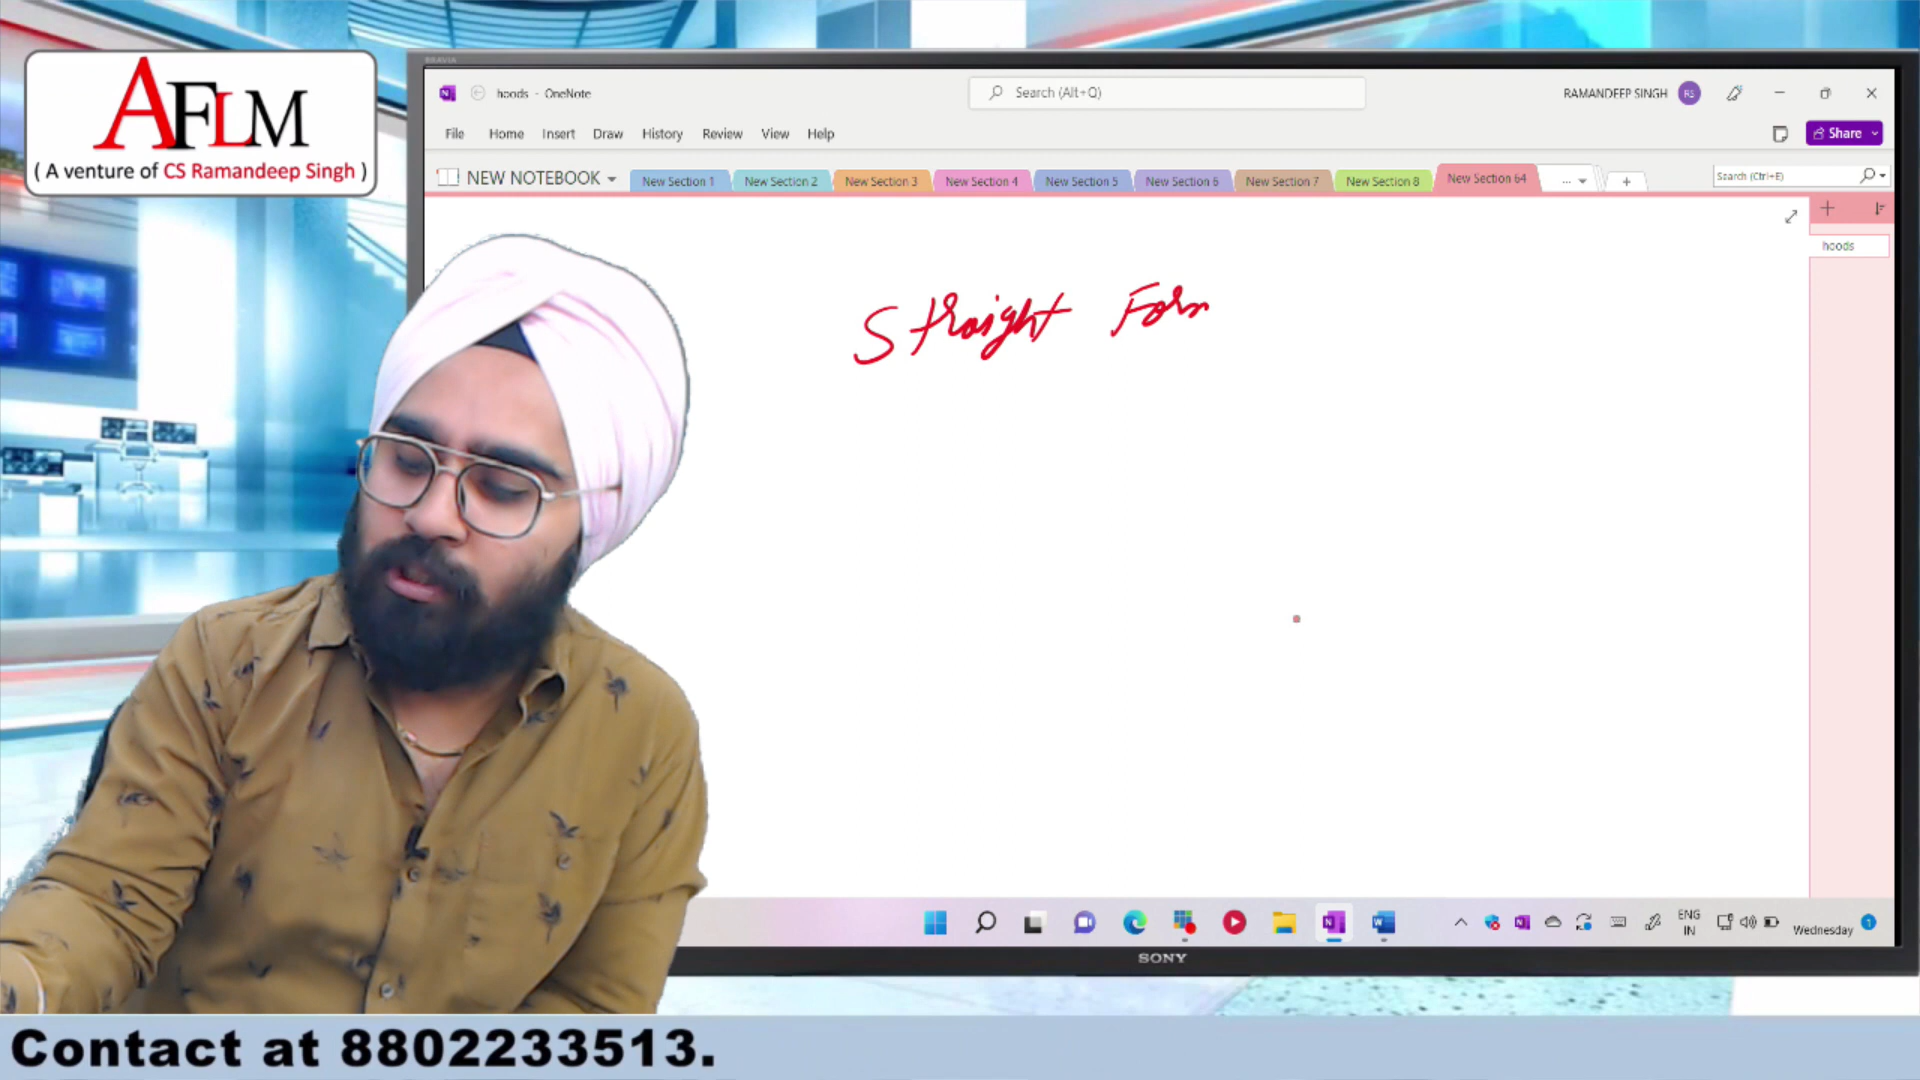 BRAVIA
AFLM
( A venture of CS Ramandeep Singh )
hoods - OneNote
Search (Alt+Q)
RAMANDEEP SINGH RS
File Home Insert Draw History Review View Help
Share
NEW NOTEBOOK
New Section 1 New Section 2 New Section 3 New Section 4 New Section 5 New Section 6 New Section 7 New Section 8 New Section 64 ...
Search (Ctrl+E)
hoods
Straight Form
ENG
IN
Wednesday 1
SONY
Contact at 8802233513.